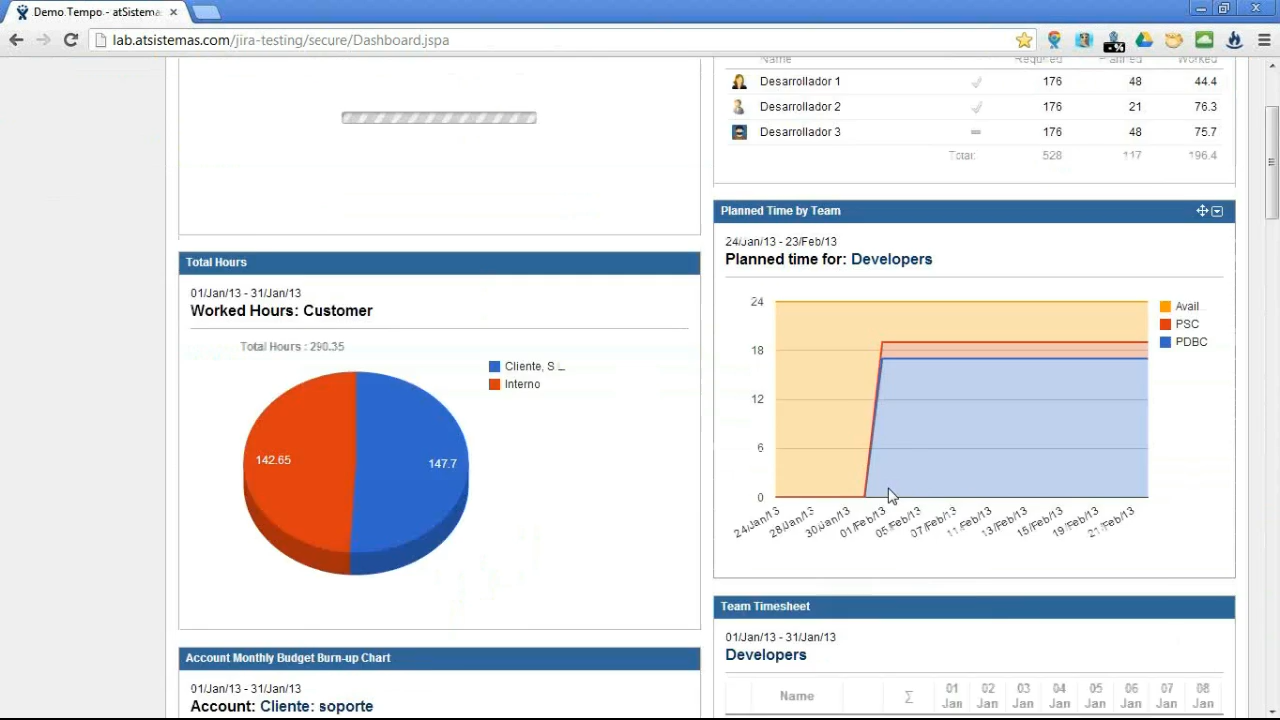 Demo Tempo - atSistema
lab.atsistemas.com/jira-testing/secure/Dashboard.jspa
Name Required Planned Worked
Desarrollador 1 176 48 44.4
Desarrollador 2 176 21 76.3
Desarrollador 3 176 48 75.7
Total: 528 117 196.4
Total Hours
01/Jan/13 - 31/Jan/13
Worked Hours: Customer
Total Hours : 290.35
Cliente, S ...
Interno
142.65
147.7
Account Monthly Budget Burn-up Chart
01/Jan/13 - 31/Jan/13
Account: Cliente: soporte
Planned Time by Team
24/Jan/13 - 23/Feb/13
Planned time for: Developers
24
18
12
6
0
Avail
PSC
PDBC
24/Jan/13 28/Jan/13 30/Jan/13 01/Feb/13 05/Feb/13 07/Feb/13 11/Feb/13 13/Feb/13 15/Feb/13 19/Feb/13 21/Feb/13
Team Timesheet
01/Jan/13 - 31/Jan/13
Developers
Name Σ 01 Jan 02 Jan 03 Jan 04 Jan 05 Jan 06 Jan 07 Jan 08 Jan